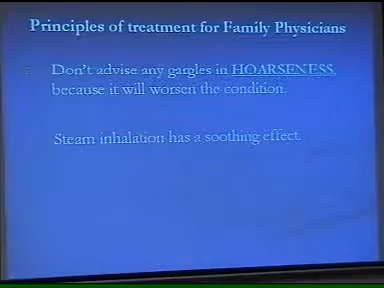 Principles of treatment for Family Physicians
Don't advise any gargles in HOARSENESS,
because it will worsen the condition.
Steam inhalation has a soothing effect.